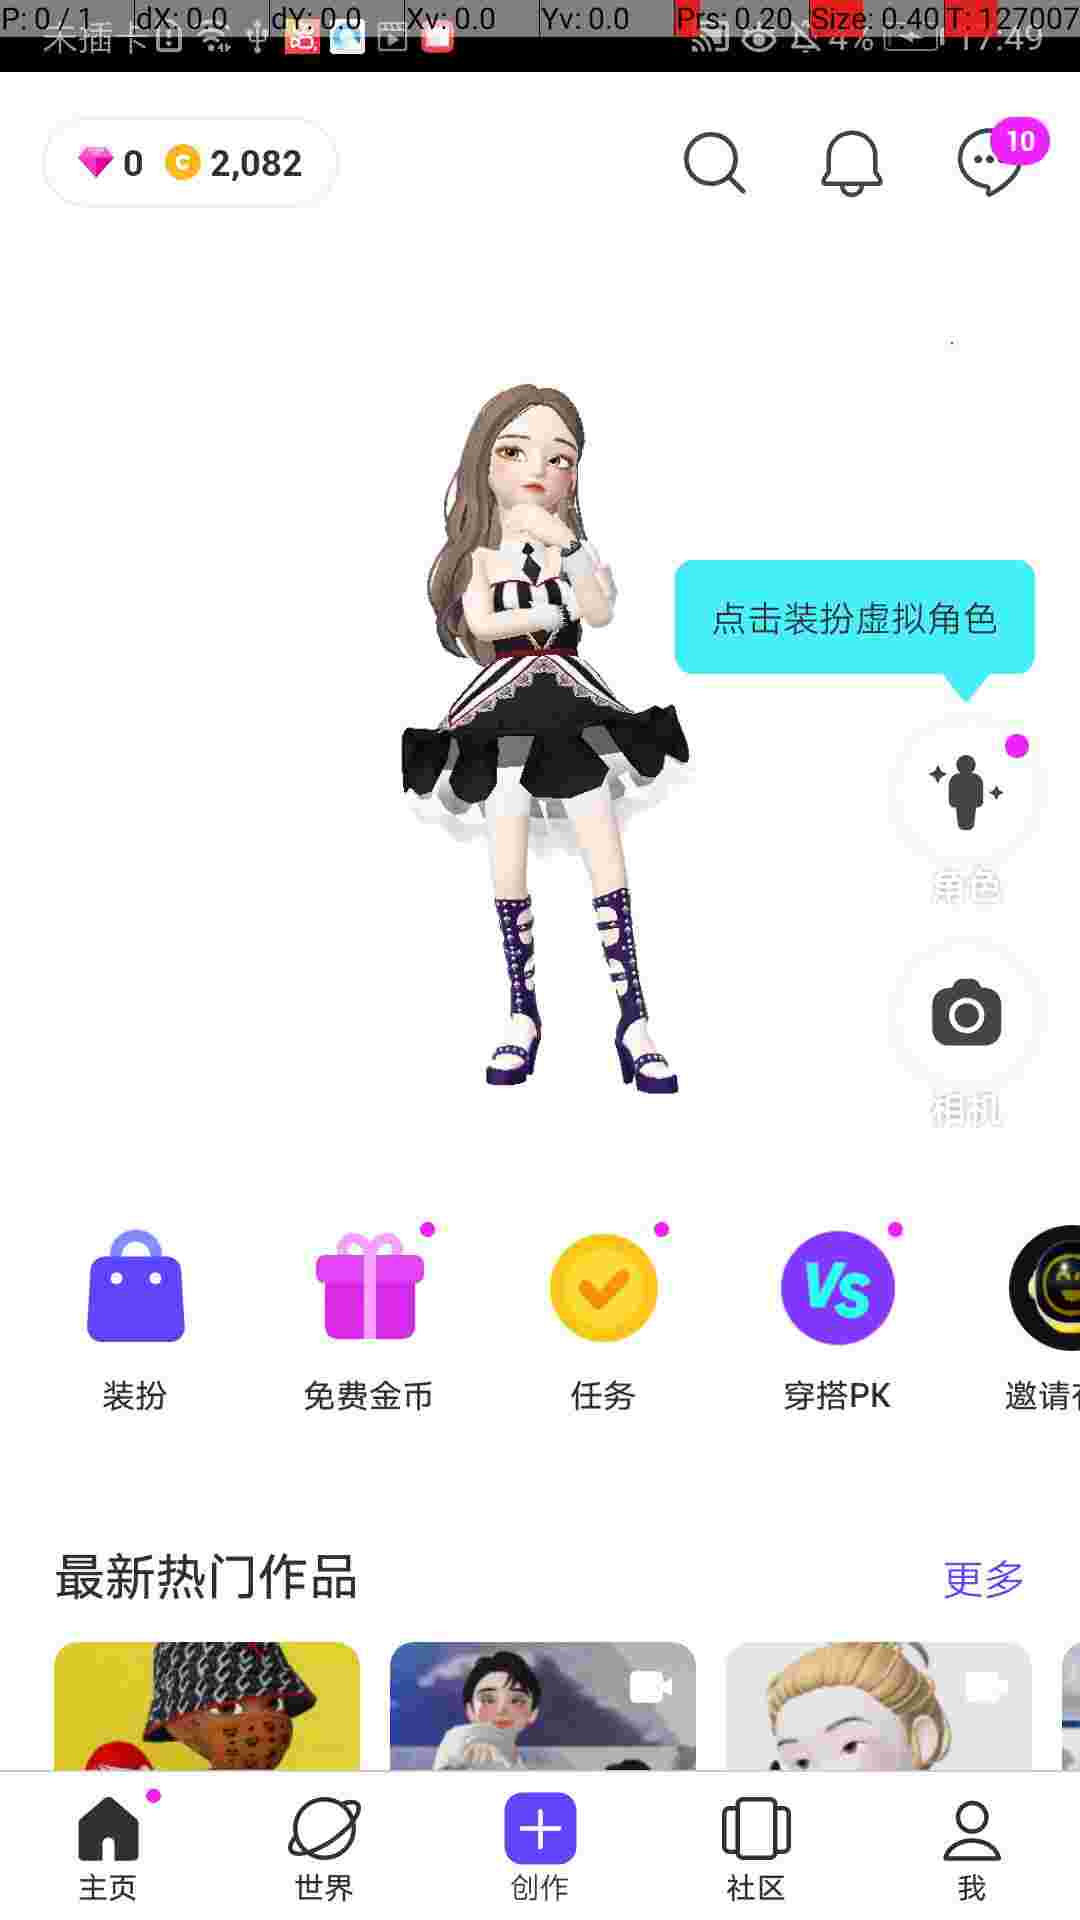 P: 0 / 1 dX: 0.0 dY: 0.0 Xv: 0.0 Yv: 0.0 Prs: 0.20 Size: 0.40 T: 127007
未插卡 4% 17:49
0 C 2,082 10
点击装扮虚拟角色
角色
相机
VS
装扮 免费金币 任务 穿搭PK 邀请
最新热门作品 更多
主页 世界 创作 社区 我